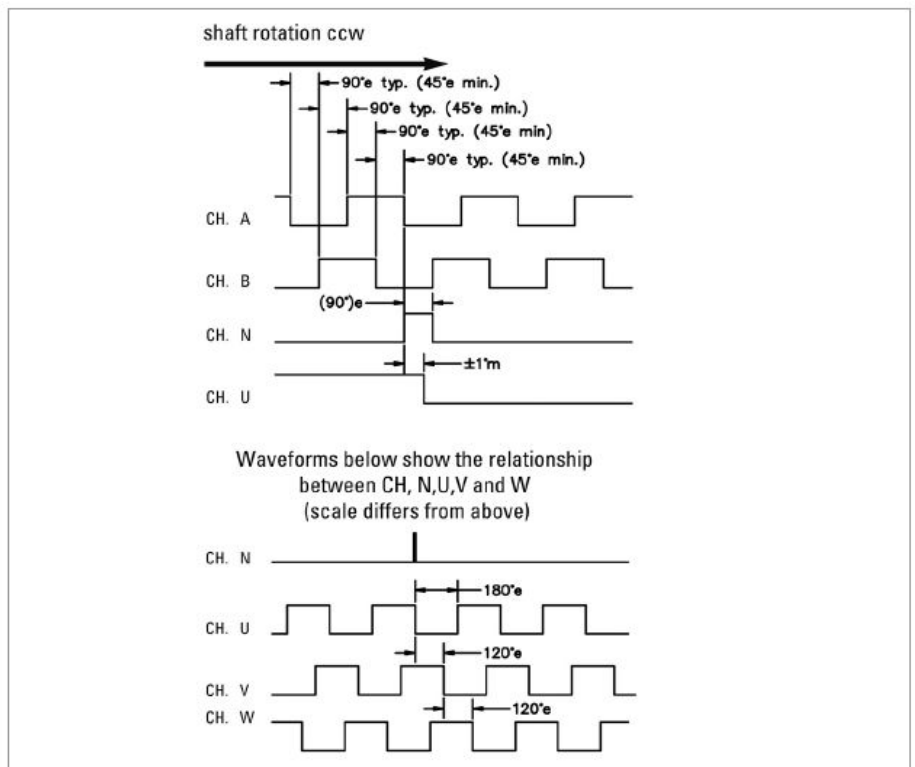 shaft rotation ccw
90°e typ. (45°e min.)
90°e typ. (45°e min.)
90°e typ. (45°e min)
90°e typ. (45°e min.)
CH. A
CH. B
(90°)e
CH. N
±1°m
CH. U
Waveforms below show the relationship
between CH, N,U,V and W
(scale differs from above)
CH. N
180°e
CH. U
120°e
CH. V
120°e
CH. W